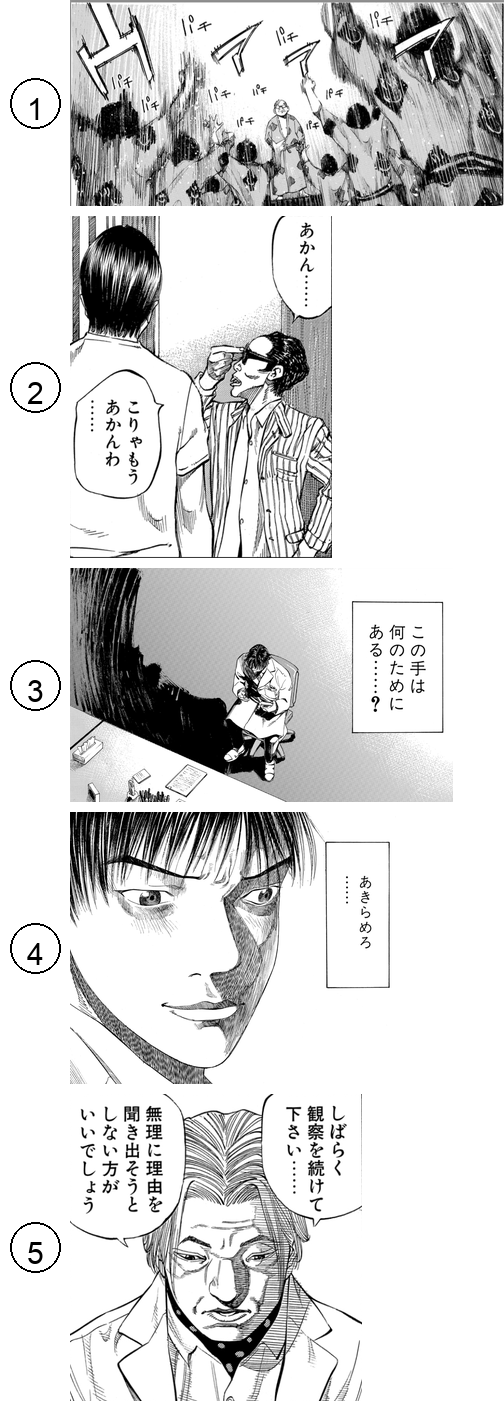 1
パチ
パチ
パチ
パチ
パチ
パチ
パチ
パチ
パチ
パチ
2
あかん……
こりゃもう
あかんわ
……
3
この手は
何のために
ある……?
4
あきらめろ
……
5
しばらく
観察を続けて
下さい……
無理に理由を
聞き出そうと
しない方が
いいでしょう